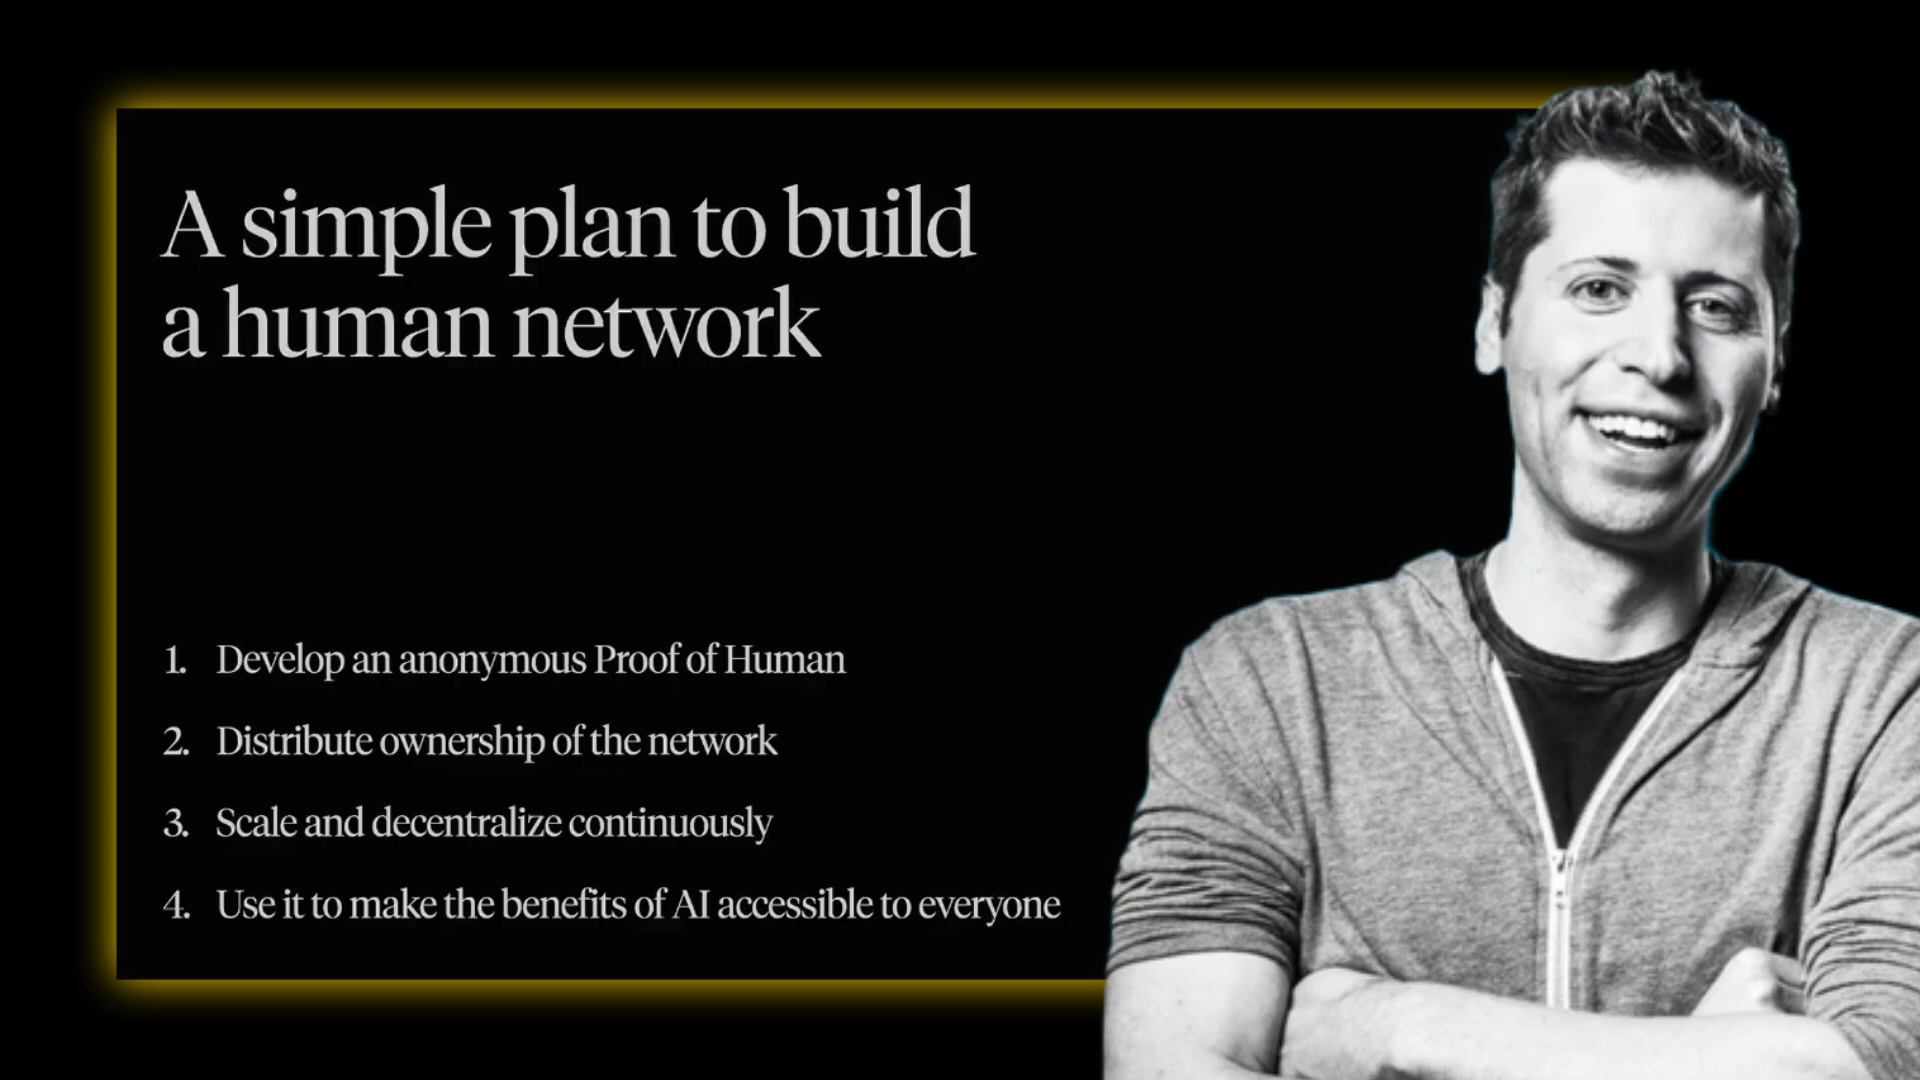 A simple plan to build
a human network
1. Develop an anonymous Proof of Human
2. Distribute ownership of the network
3. Scale and decentralize continuously
4. Use it to make the benefits of AI accessible to everyone